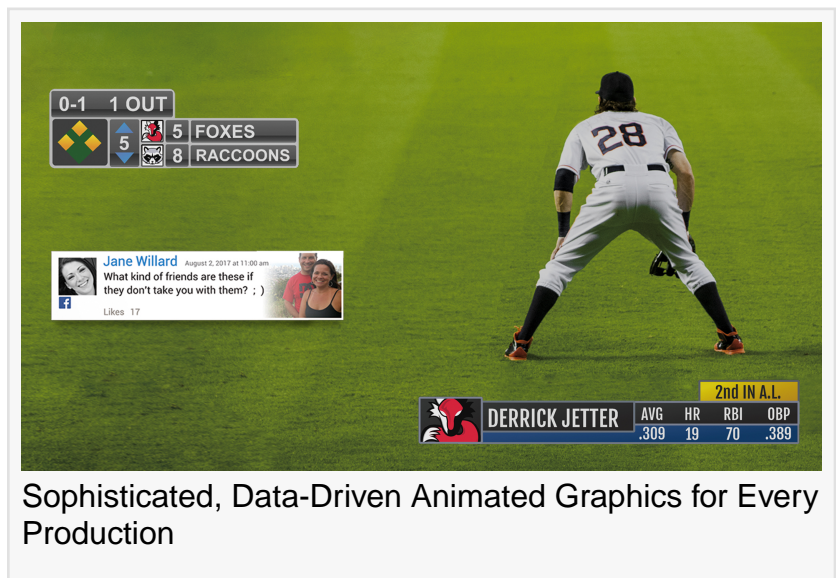 0-1 1 OUT
5
5 FOXES
8 RACCOONS
28
Jane Willard August 2, 2017 at 11:00 am
What kind of friends are these if
they don't take you with them? ; )
f
Likes 17
2nd IN A.L.
DERRICK JETTER AVG HR RBI OBP
.309 19 70 .389
Sophisticated, Data-Driven Animated Graphics for Every
Production